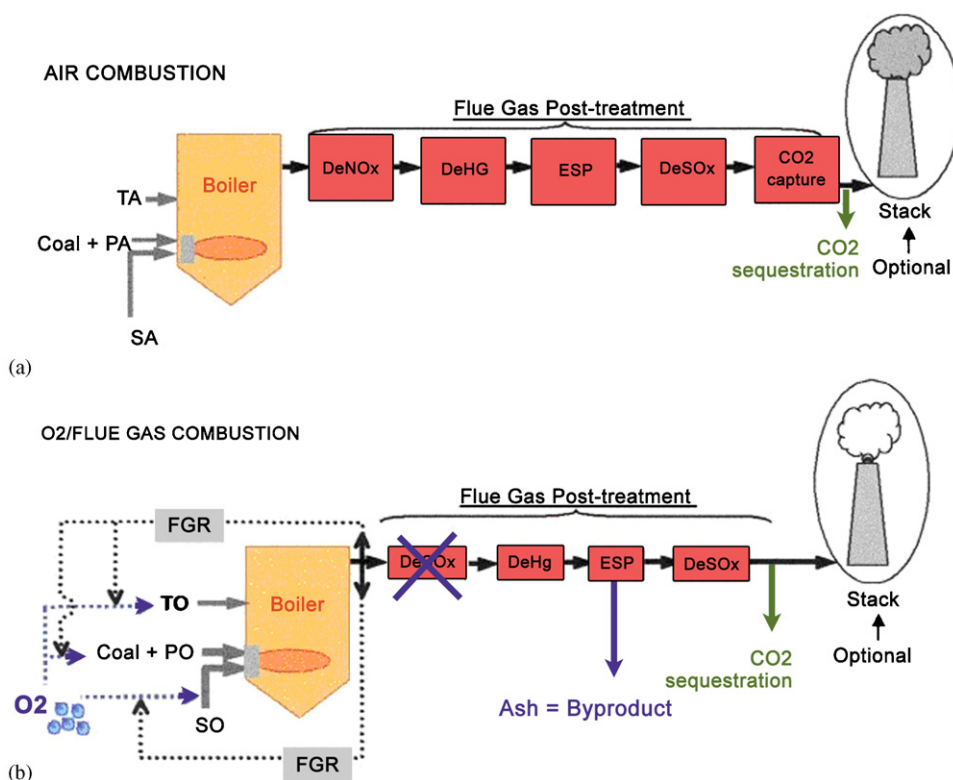 AIR COMBUSTION
Flue Gas Post-treatment
Boiler
DeNOx
DeHG
ESP
DeSOx
CO2
capture
TA
Coal + PA
SA
CO2
sequestration
Stack
Optional
(a)
O2/FLUE GAS COMBUSTION
Flue Gas Post-treatment
FGR
TO
Boiler
Coal + PO
O2
SO
FGR
DeSOx
DeHg
ESP
DeSOx
Ash = Byproduct
CO2
sequestration
Stack
Optional
(b)